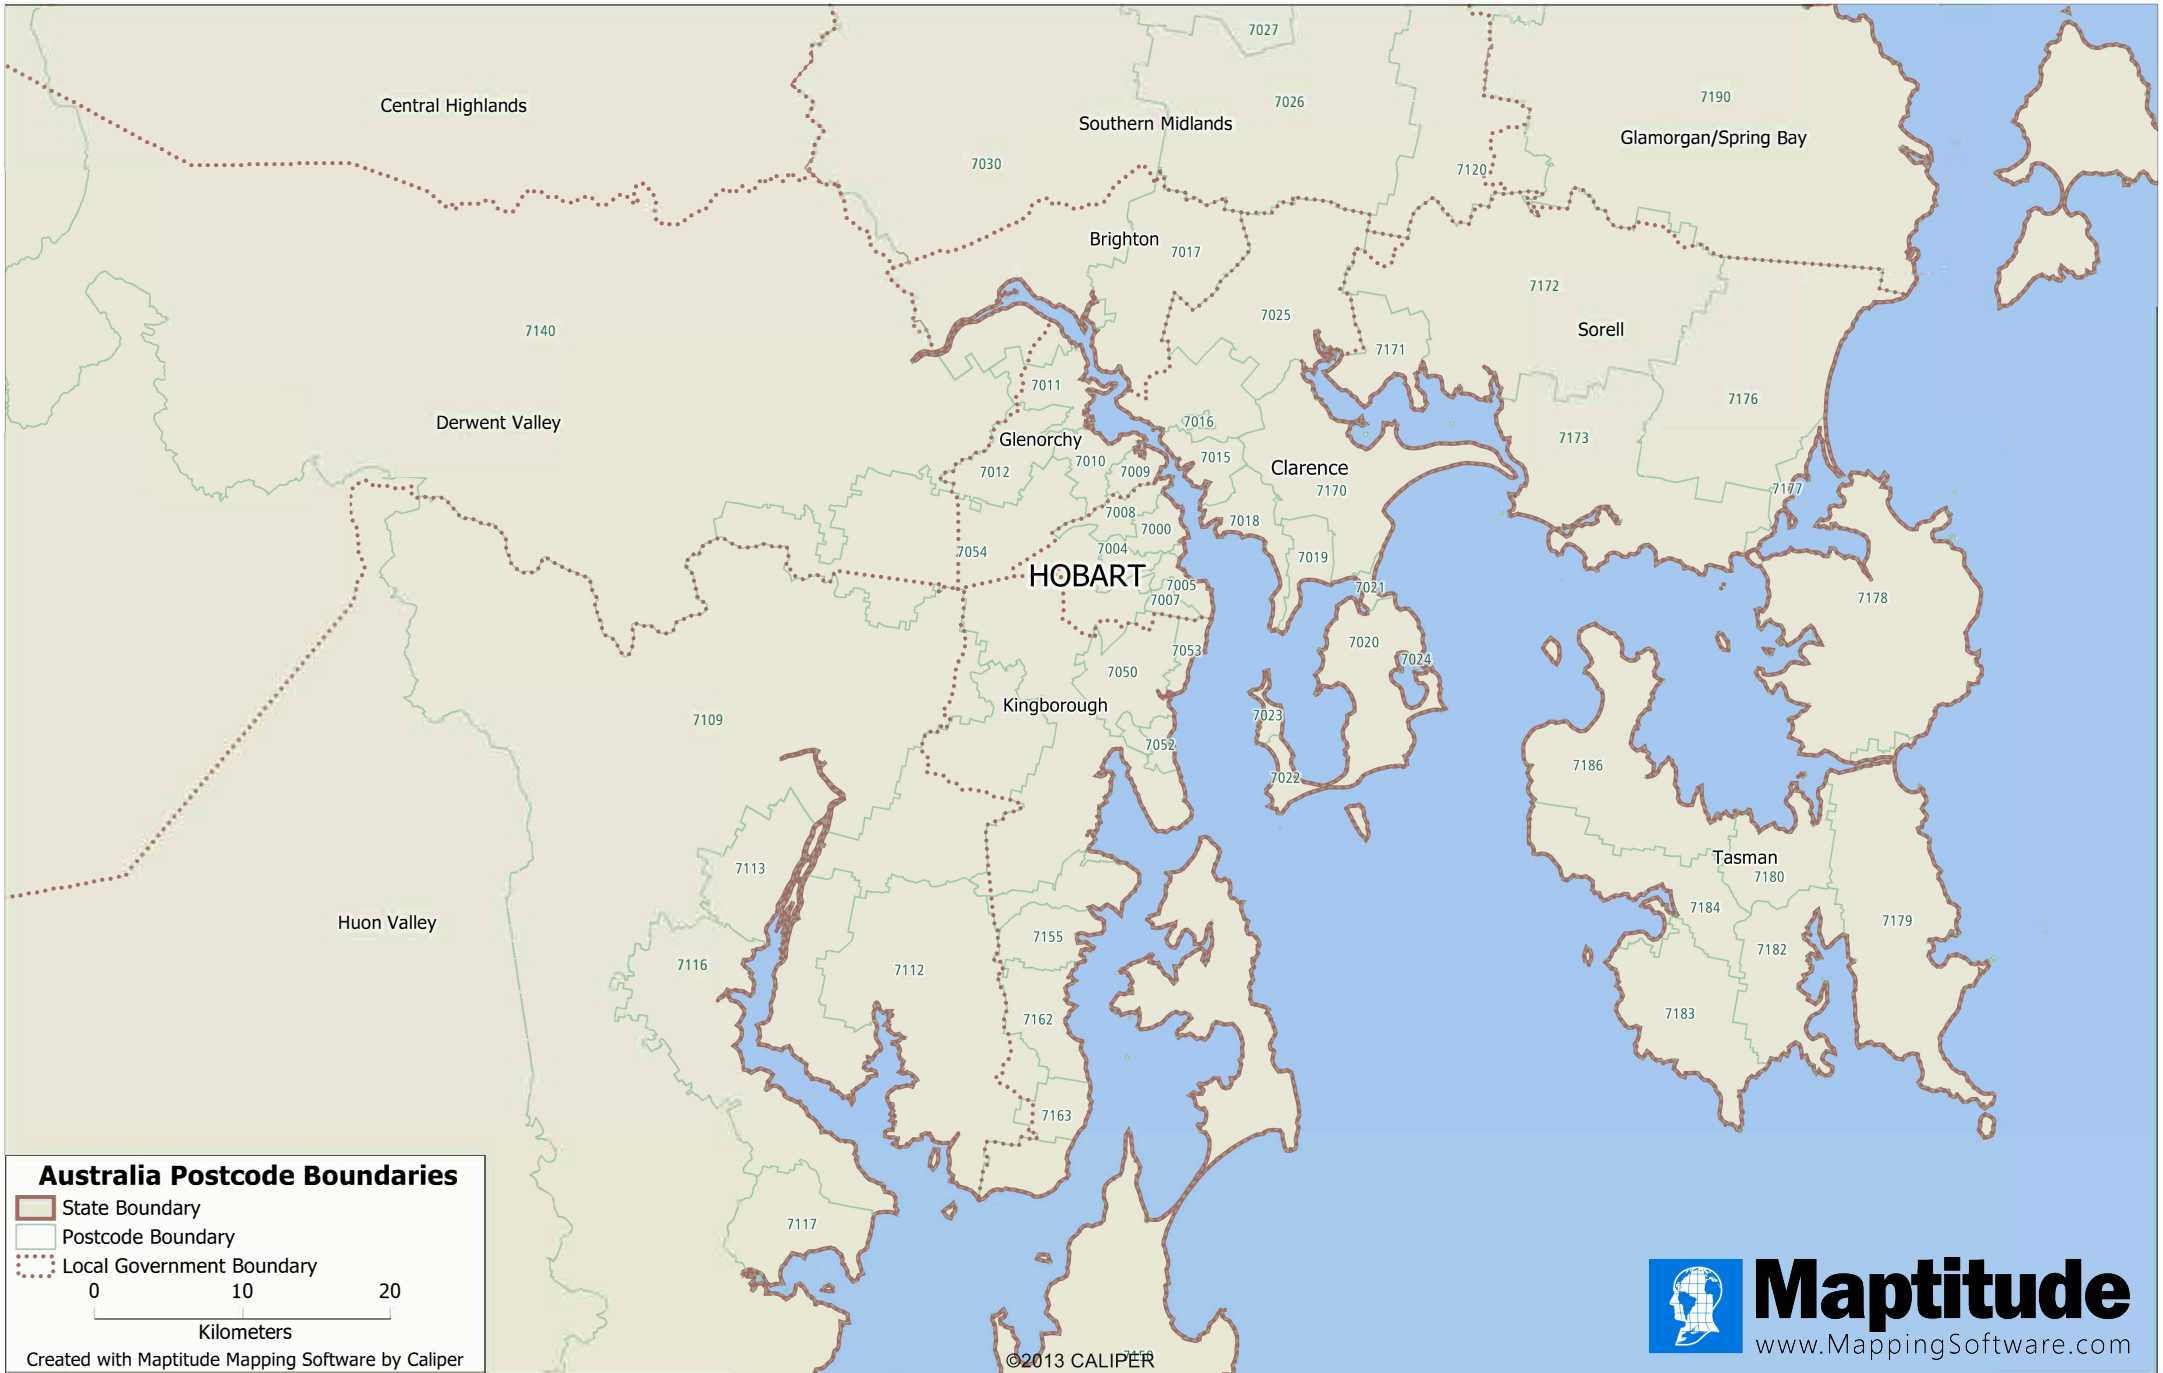 7027
Central Highlands
7026
7190
Southern Midlands
Glamorgan/Spring Bay
7030
7120
Brighton
7017
7172
7025
Sorell
7140
7171
7011
7176
Derwent Valley
7016
7173
Glenorchy
7010
7015
Clarence
7012
7009
7170
7177
7008
7018
7000
7004
7054
7019
HOBART
7005
7021
7007
7178
7020
7053
7024
7050
Kingborough
7023
7109
7052
7186
7022
Tasman
7113
7180
7184
7179
Huon Valley
7155
7182
7116
7112
7183
7162
7163
7117
Australia Postcode Boundaries
State Boundary
Postcode Boundary
Local Government Boundary
0 10 20
Kilometers
Created with Maptitude Mapping Software by Caliper
©2013 CALIPER
Maptitude
www.MappingSoftware.com